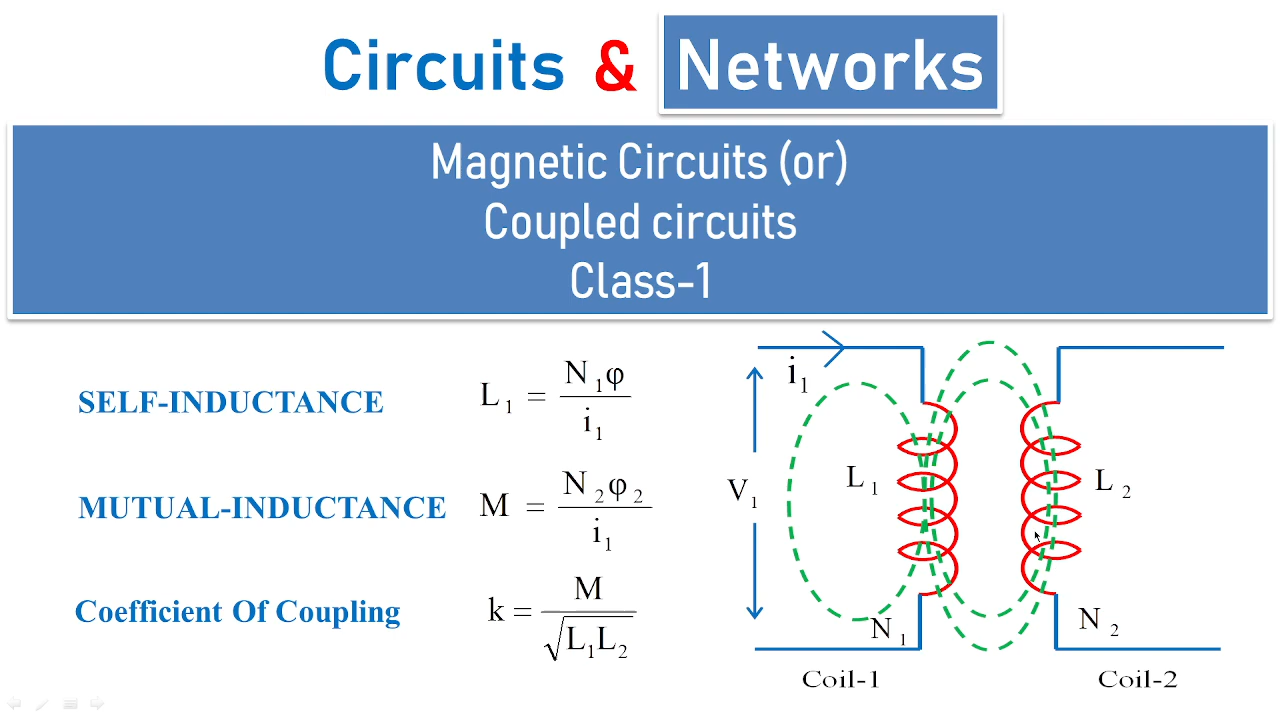 Circuits & Networks
Magnetic Circuits (or)
Coupled circuits
Class-1
SELF-INDUCTANCE L₁ = N₁φ / i₁
MUTUAL-INDUCTANCE M = N₂φ₂ / i₁
Coefficient Of Coupling k = M / √L₁L₂
i₁
V₁
L₁
L₂
N₁
N₂
Coil-1
Coil-2